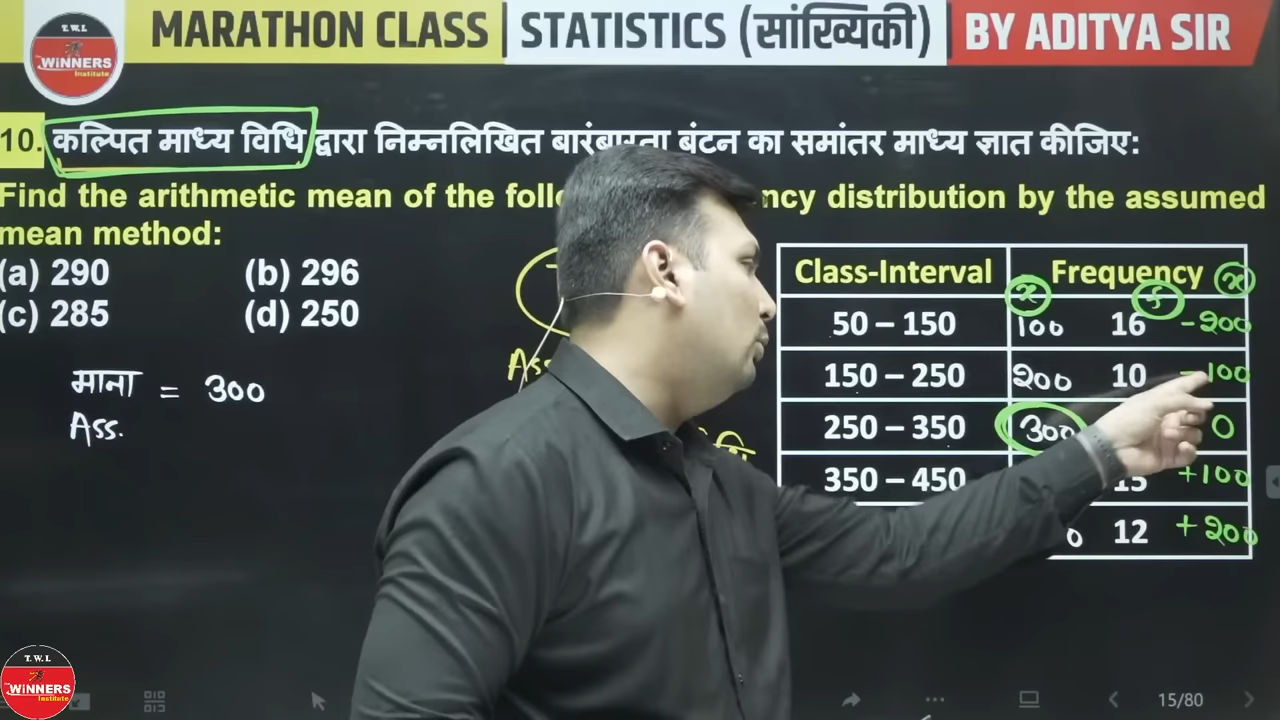 MARATHON CLASS STATISTICS (सांख्यिकी) BY ADITYA SIR
T.W.I.
WiNNERS
Institute
10. कल्पित माध्य विधि द्वारा निम्नलिखित बारंबारता बंटन का समांतर माध्य ज्ञात कीजिए:
Find the arithmetic mean of the distribution by the assumed
mean method:
(a) 290 (b) 296
(c) 285 (d) 250
माना = 300
Ass.
Ass
Class-Interval Frequency
x f x
50 – 150 100 16 -200
150 – 250 200 10 -100
250 – 350 300 0
350 – 450 15 +100
12 +200
T.W.I.
WiNNERS
Institute
15/80